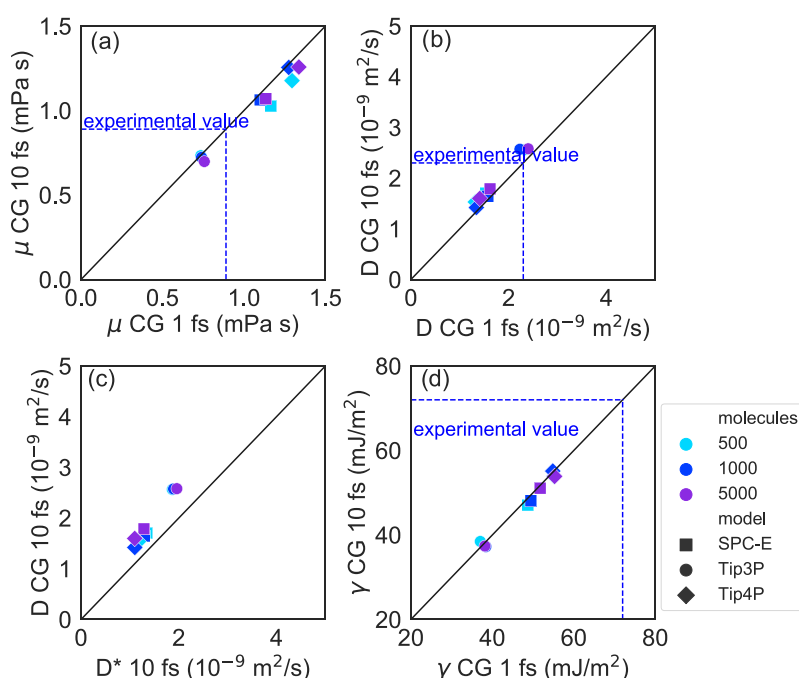 (a)
1.5
1.0
0.5
0.0
experimental value
μ CG 10 fs (mPa s)
0.0 0.5 1.0 1.5
μ CG 1 fs (mPa s)
(b)
5
4
3
2
1
0
experimental value
D CG 10 fs (10⁻⁹ m²/s)
0 2 4
D CG 1 fs (10⁻⁹ m²/s)
(c)
5
4
3
2
1
0
D CG 10 fs (10⁻⁹ m²/s)
0 2 4
D* 10 fs (10⁻⁹ m²/s)
(d)
80
60
40
20
experimental value
γ CG 10 fs (mJ/m²)
20 40 60 80
γ CG 1 fs (mJ/m²)
molecules
500
1000
5000
model
SPC-E
Tip3P
Tip4P